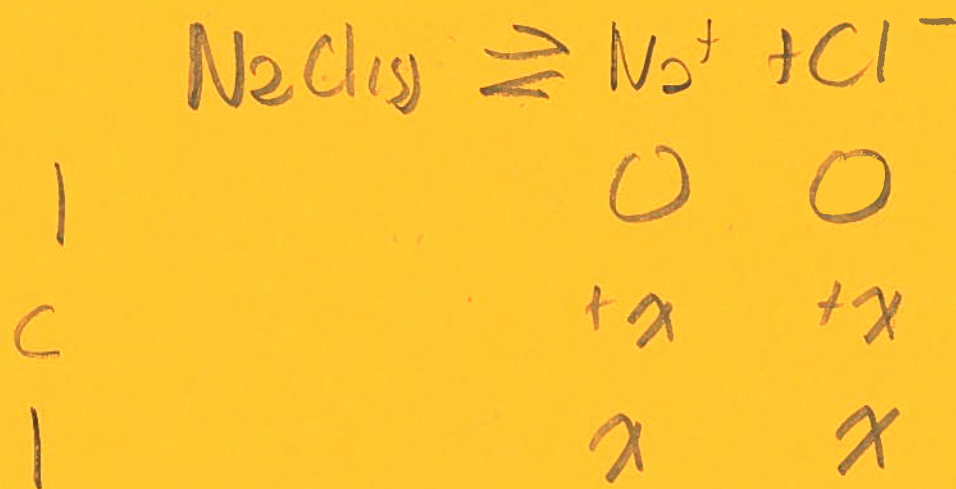 NaCl(s) ⇌ Na⁺ + Cl⁻
I 0 0
C +x +x
I x x